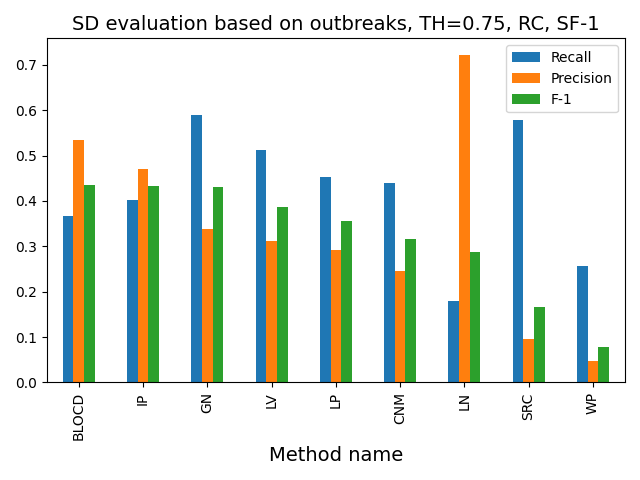 SD evaluation based on outbreaks, TH=0.75, RC, SF-1
Recall
Precision
F-1
0.7
0.6
0.5
0.4
0.3
0.2
0.1
0.0
BLOCD
IP
GN
LV
LP
CNM
LN
SRC
WP
Method name